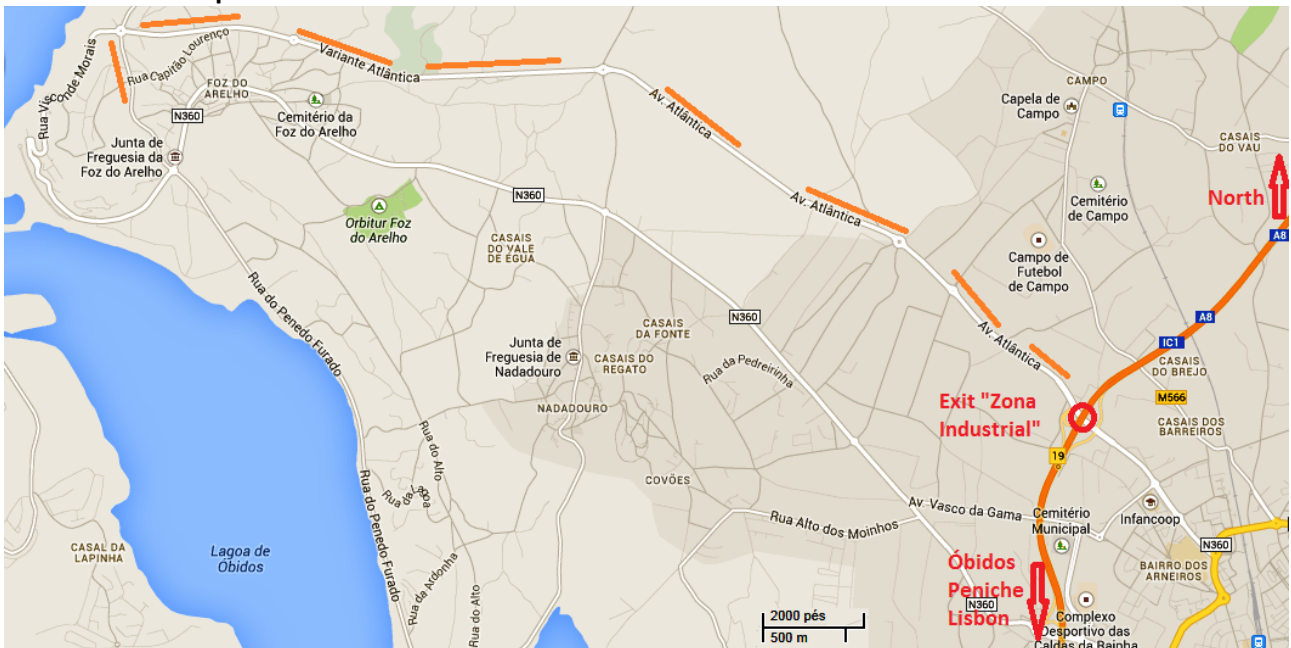 Rua Visconde Morais
Rua Capitão Lourenço
FOZ DO
ARELHO
N360
Cemitério da
Foz do Arelho
Junta de
Freguesia da
Foz do Arelho
Variante Atlântica
Av. Atlântica
Av. Atlântica
Av. Atlântica
CAMPO
Capela de
Campo
CASAIS
DO VAU
North
A8
Cemitério
de Campo
Campo de
Futebol
de Campo
N360
Orbitur Foz
do Arelho
CASAIS
DO VALE
DE ÉGUA
Rua do Penedo Furado
A8
IC1
N360
CASAIS
DA FONTE
Junta de
Freguesia de
Nadadouro
CASAIS DO
REGATO
Rua da Pedreirinha
CASAIS
DO BREJO
M566
Exit "Zona
Industrial"
CASAIS DOS
BARREIROS
NADADOURO
19
Rua do Alto
COVÕES
Rua da Lapa
Rua do Penedo Furado
Av. Vasco da Gama
Rua Alto dos Moinhos
Cemitério
Municipal
Infancoop
N360
CASAL DA
LAPINHA
Lagoa de
Óbidos
Rua da Ardonha
Rua do Alto
BAIRRO DOS
ARNEIROS
Óbidos
Peniche
Lisbon
N360
2000 pés
500 m
Complexo
Desportivo das
Caldas da Rainha